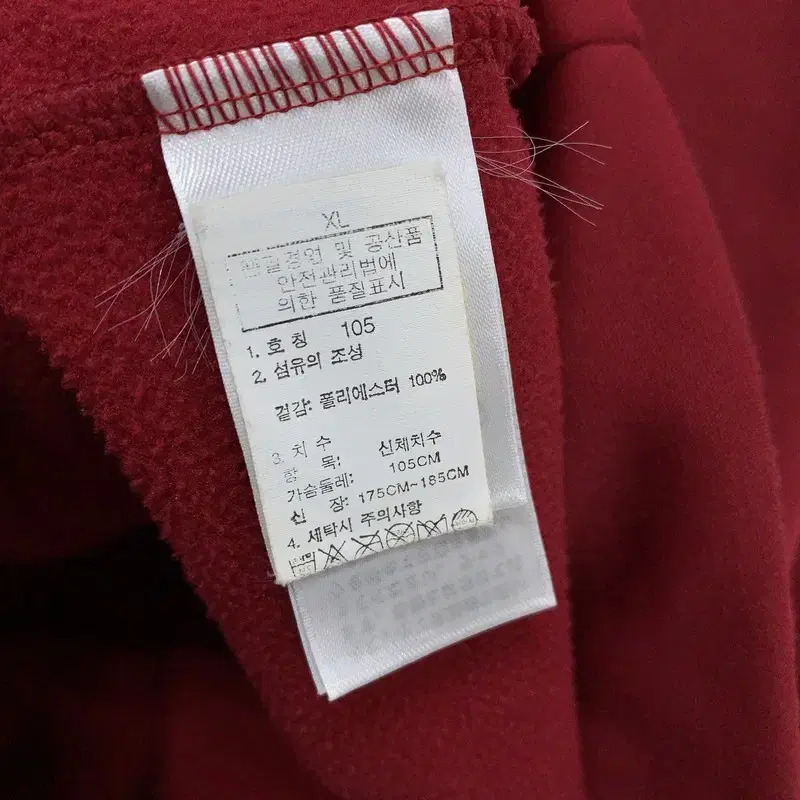 XL
품질경영 및 공산품
안전관리법에
의한 품질표시
1. 호 칭 105
2. 섬유의 조성
겉감: 폴리에스터 100%
3. 치 수
항 목: 신체치수
가슴둘레: 105CM
신 장: 175CM~185CM
4. 세탁시 주의사항